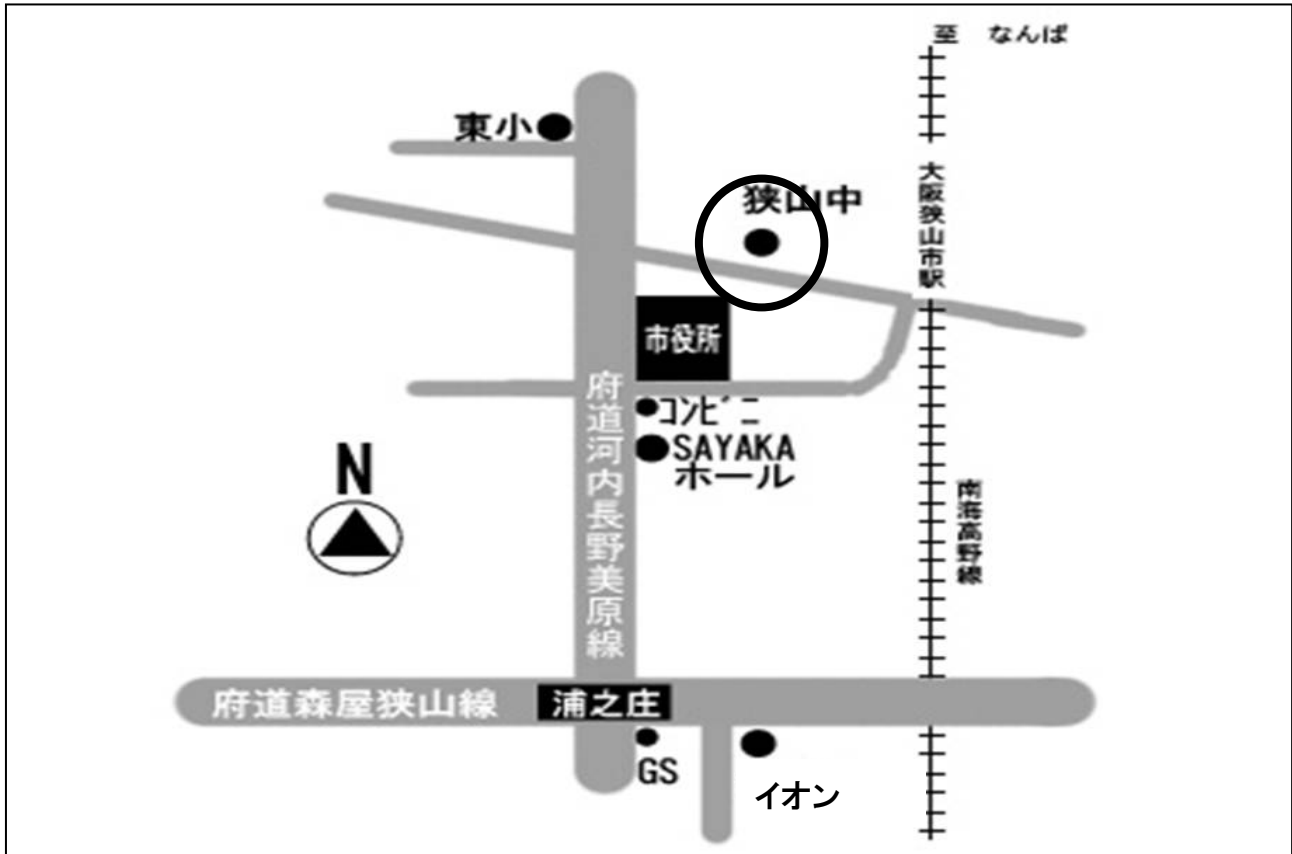 至　なんば
東小
狭山中
大阪狭山市駅
市役所
府道河内長野美原線
コンビニ
SAYAKA
ホール
N
南海高野線
府道森屋狭山線
浦之庄
GS
イオン